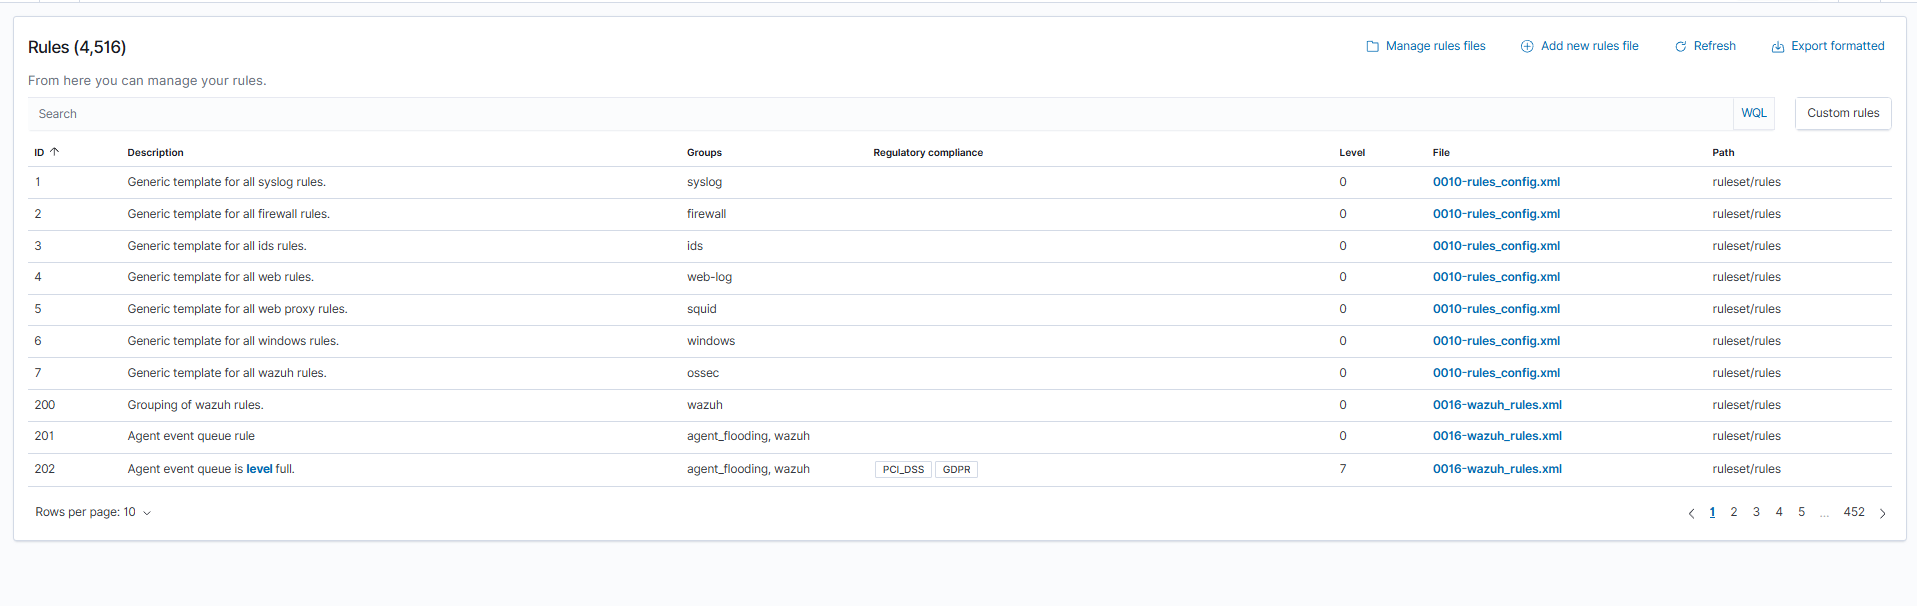 Rules (4,516)
Manage rules files Add new rules file Refresh Export formatted
From here you can manage your rules.
Search WQL Custom rules
ID Description Groups Regulatory compliance Level File Path
1 Generic template for all syslog rules. syslog 0 0010-rules_config.xml ruleset/rules
2 Generic template for all firewall rules. firewall 0 0010-rules_config.xml ruleset/rules
3 Generic template for all ids rules. ids 0 0010-rules_config.xml ruleset/rules
4 Generic template for all web rules. web-log 0 0010-rules_config.xml ruleset/rules
5 Generic template for all web proxy rules. squid 0 0010-rules_config.xml ruleset/rules
6 Generic template for all windows rules. windows 0 0010-rules_config.xml ruleset/rules
7 Generic template for all wazuh rules. ossec 0 0010-rules_config.xml ruleset/rules
200 Grouping of wazuh rules. wazuh 0 0016-wazuh_rules.xml ruleset/rules
201 Agent event queue rule agent_flooding, wazuh 0 0016-wazuh_rules.xml ruleset/rules
202 Agent event queue is level full. agent_flooding, wazuh PCI_DSS GDPR 7 0016-wazuh_rules.xml ruleset/rules
Rows per page: 10 1 2 3 4 5 ... 452